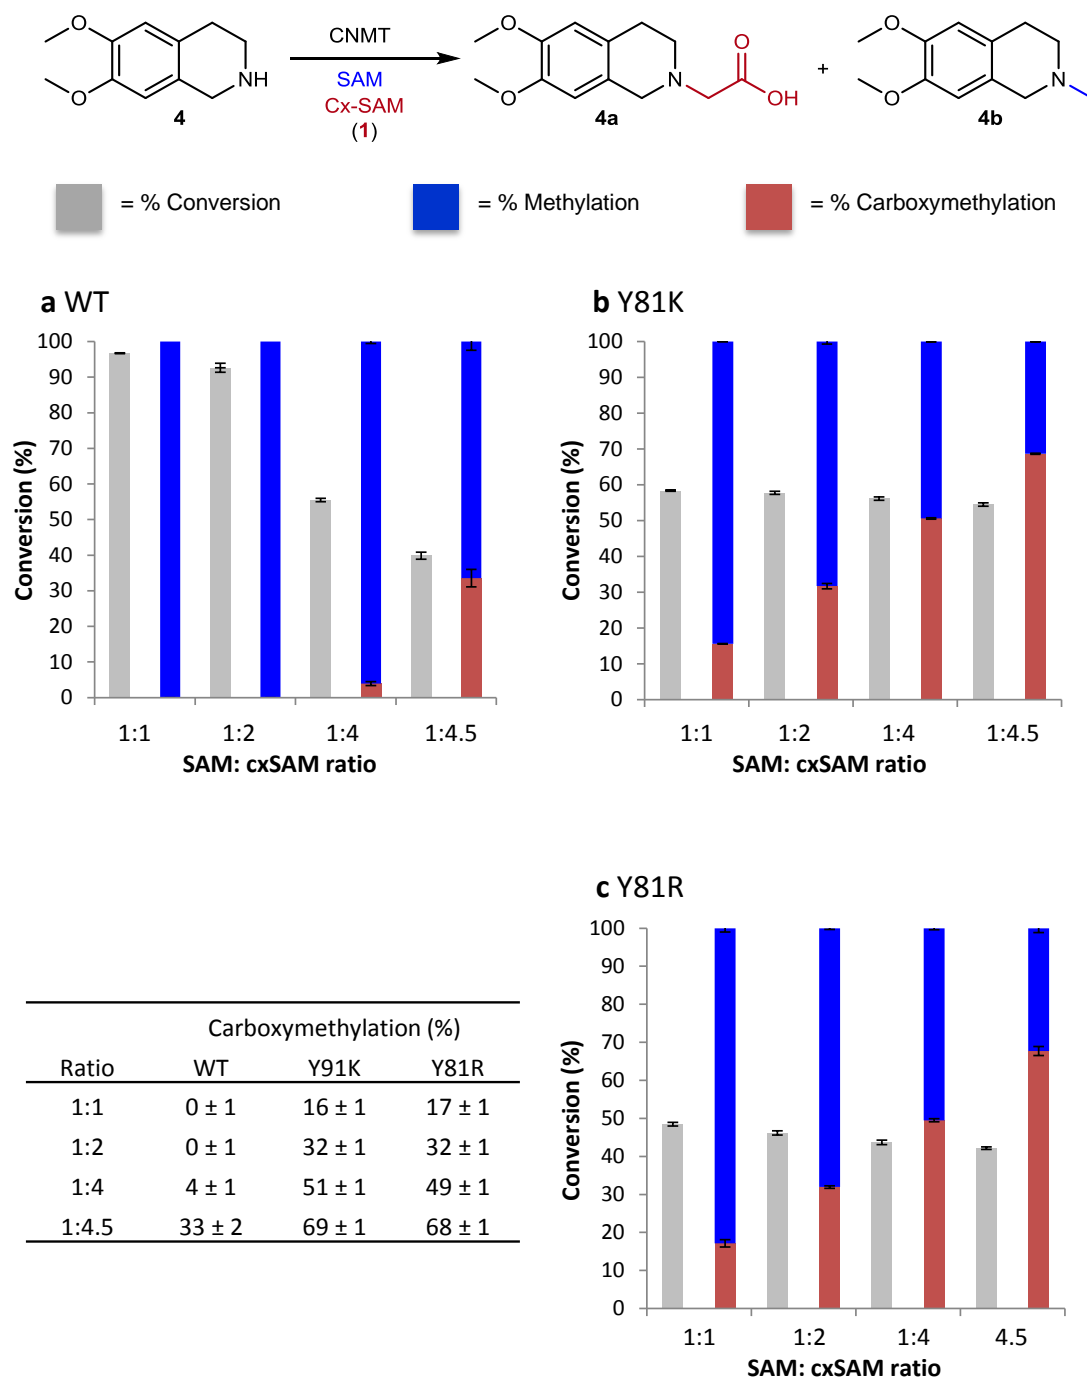 O
O
NH
4
CNMT
SAM
Cx-SAM
(1)
O
O
N
O
OH
4a
+
O
O
N
4b
= % Conversion
= % Methylation
= % Carboxymethylation
a WT
Conversion (%)
100
90
80
70
60
50
40
30
20
10
0
1:1 1:2 1:4 1:4.5
SAM: cxSAM ratio
b Y81K
Conversion (%)
100
90
80
70
60
50
40
30
20
10
0
1:1 1:2 1:4 1:4.5
SAM: cxSAM ratio
Carboxymethylation (%)
Ratio WT Y91K Y81R
1:1 0 ± 1 16 ± 1 17 ± 1
1:2 0 ± 1 32 ± 1 32 ± 1
1:4 4 ± 1 51 ± 1 49 ± 1
1:4.5 33 ± 2 69 ± 1 68 ± 1
c Y81R
Conversion (%)
100
90
80
70
60
50
40
30
20
10
0
1:1 1:2 1:4 4.5
SAM: cxSAM ratio